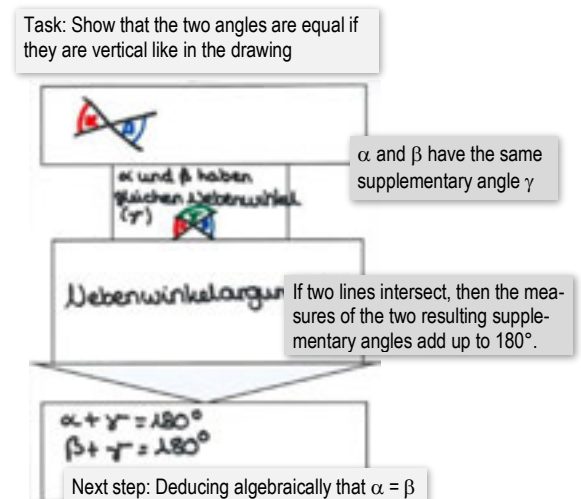 Task: Show that the two angles are equal if
they are vertical like in the drawing
α β
α und β haben
gleichen Nebenwinkel
(γ)
α γ β
α and β have the same
supplementary angle γ
Nebenwinkelargum
If two lines intersect, then the mea-
sures of the two resulting supple-
mentary angles add up to 180°.
α + γ = 180°
β + γ = 180°
Next step: Deducing algebraically that α = β